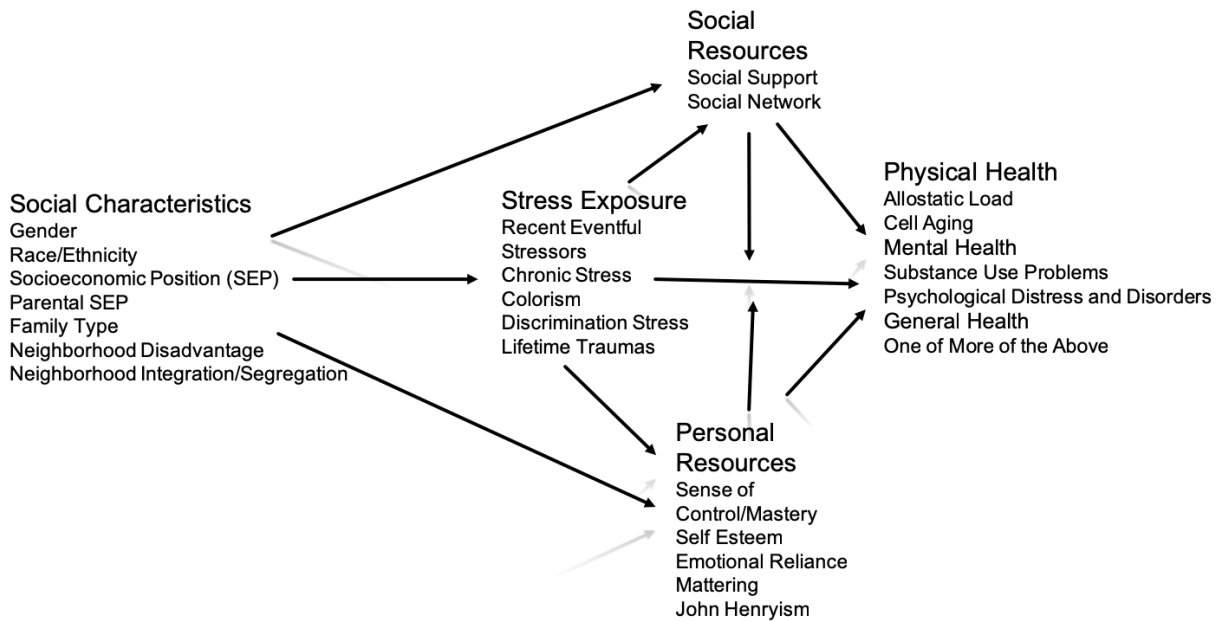 Social
Resources
Social Support
Social Network
Social Characteristics
Gender
Race/Ethnicity
Socioeconomic Position (SEP)
Parental SEP
Family Type
Neighborhood Disadvantage
Neighborhood Integration/Segregation
Stress Exposure
Recent Eventful
Stressors
Chronic Stress
Colorism
Discrimination Stress
Lifetime Traumas
Physical Health
Allostatic Load
Cell Aging
Mental Health
Substance Use Problems
Psychological Distress and Disorders
General Health
One of More of the Above
Personal
Resources
Sense of
Control/Mastery
Self Esteem
Emotional Reliance
Mattering
John Henryism